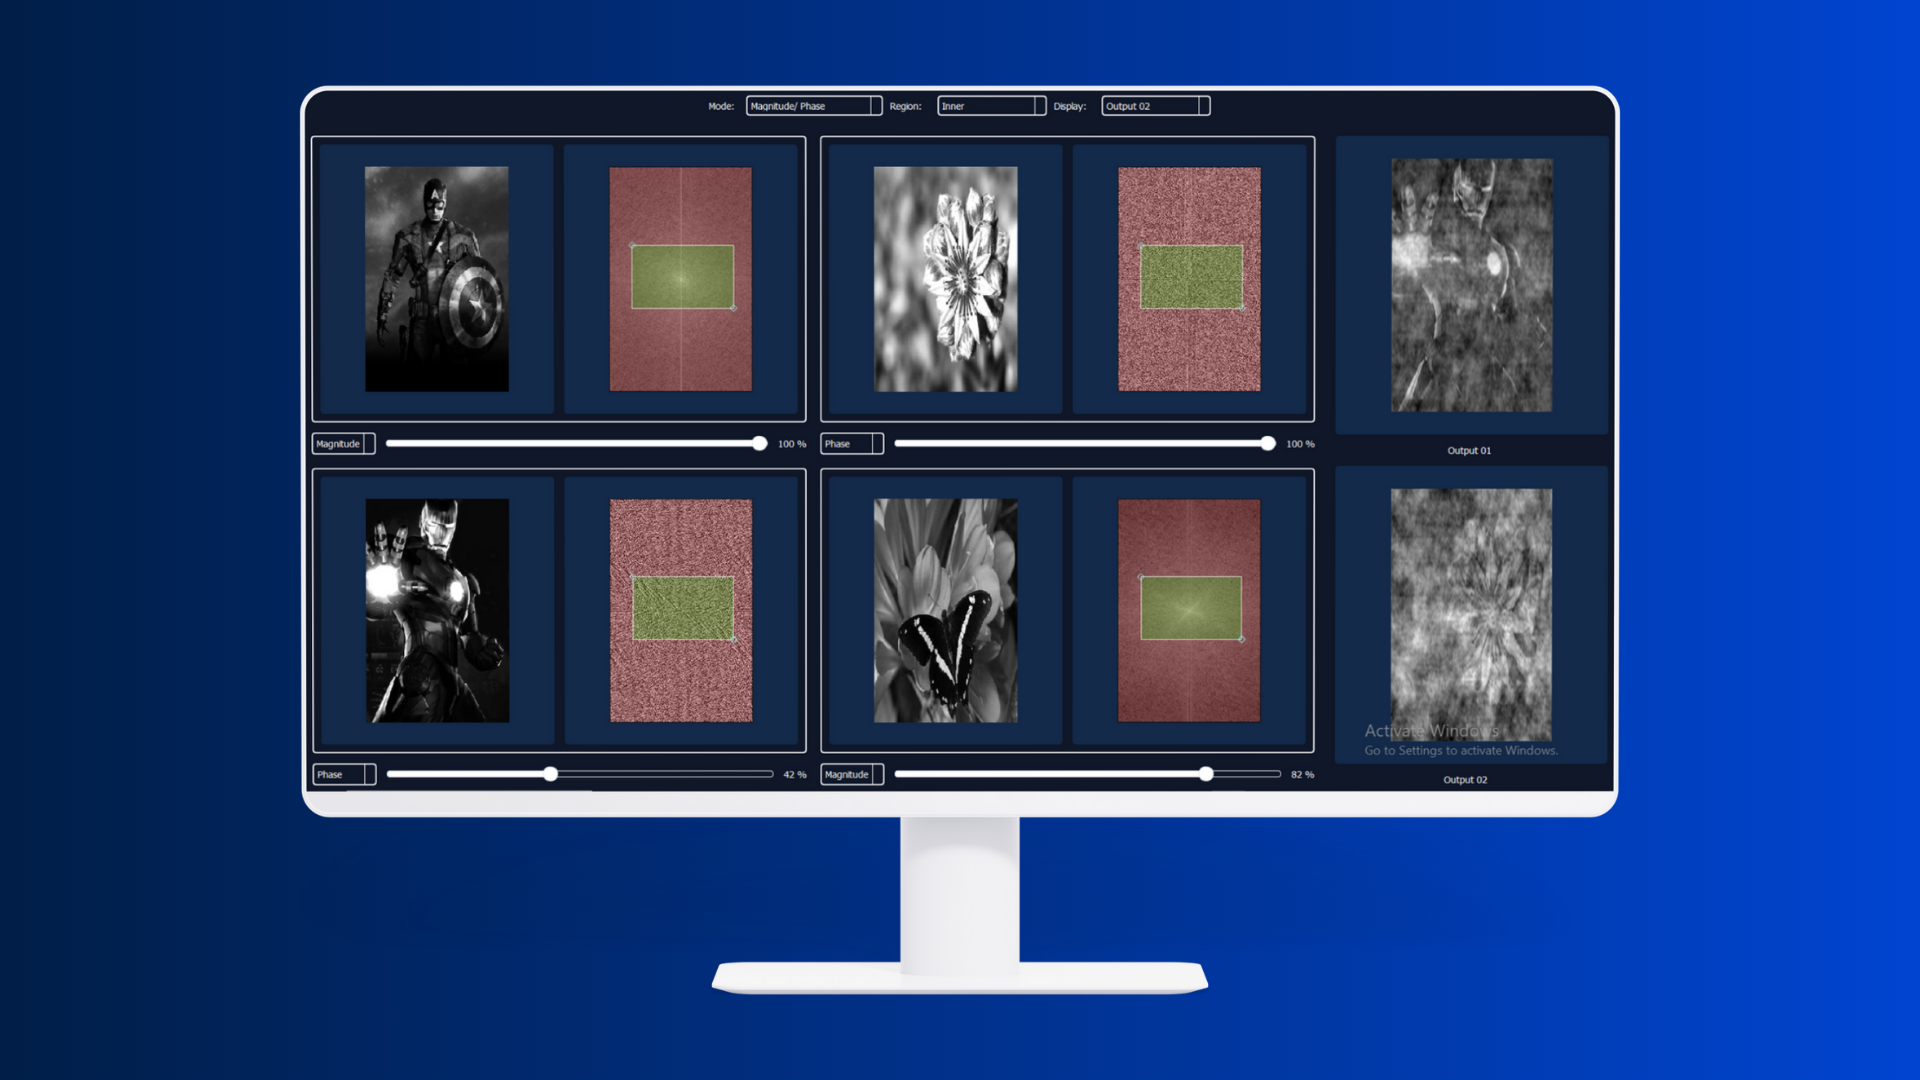 Mode: Magnitude/ Phase Region: Inner Display: Output 02
A
Magnitude 100 % Phase 100 %
Output 01
Phase 42 % Magnitude 82 %
Activate Windows
Go to Settings to activate Windows.
Output 02